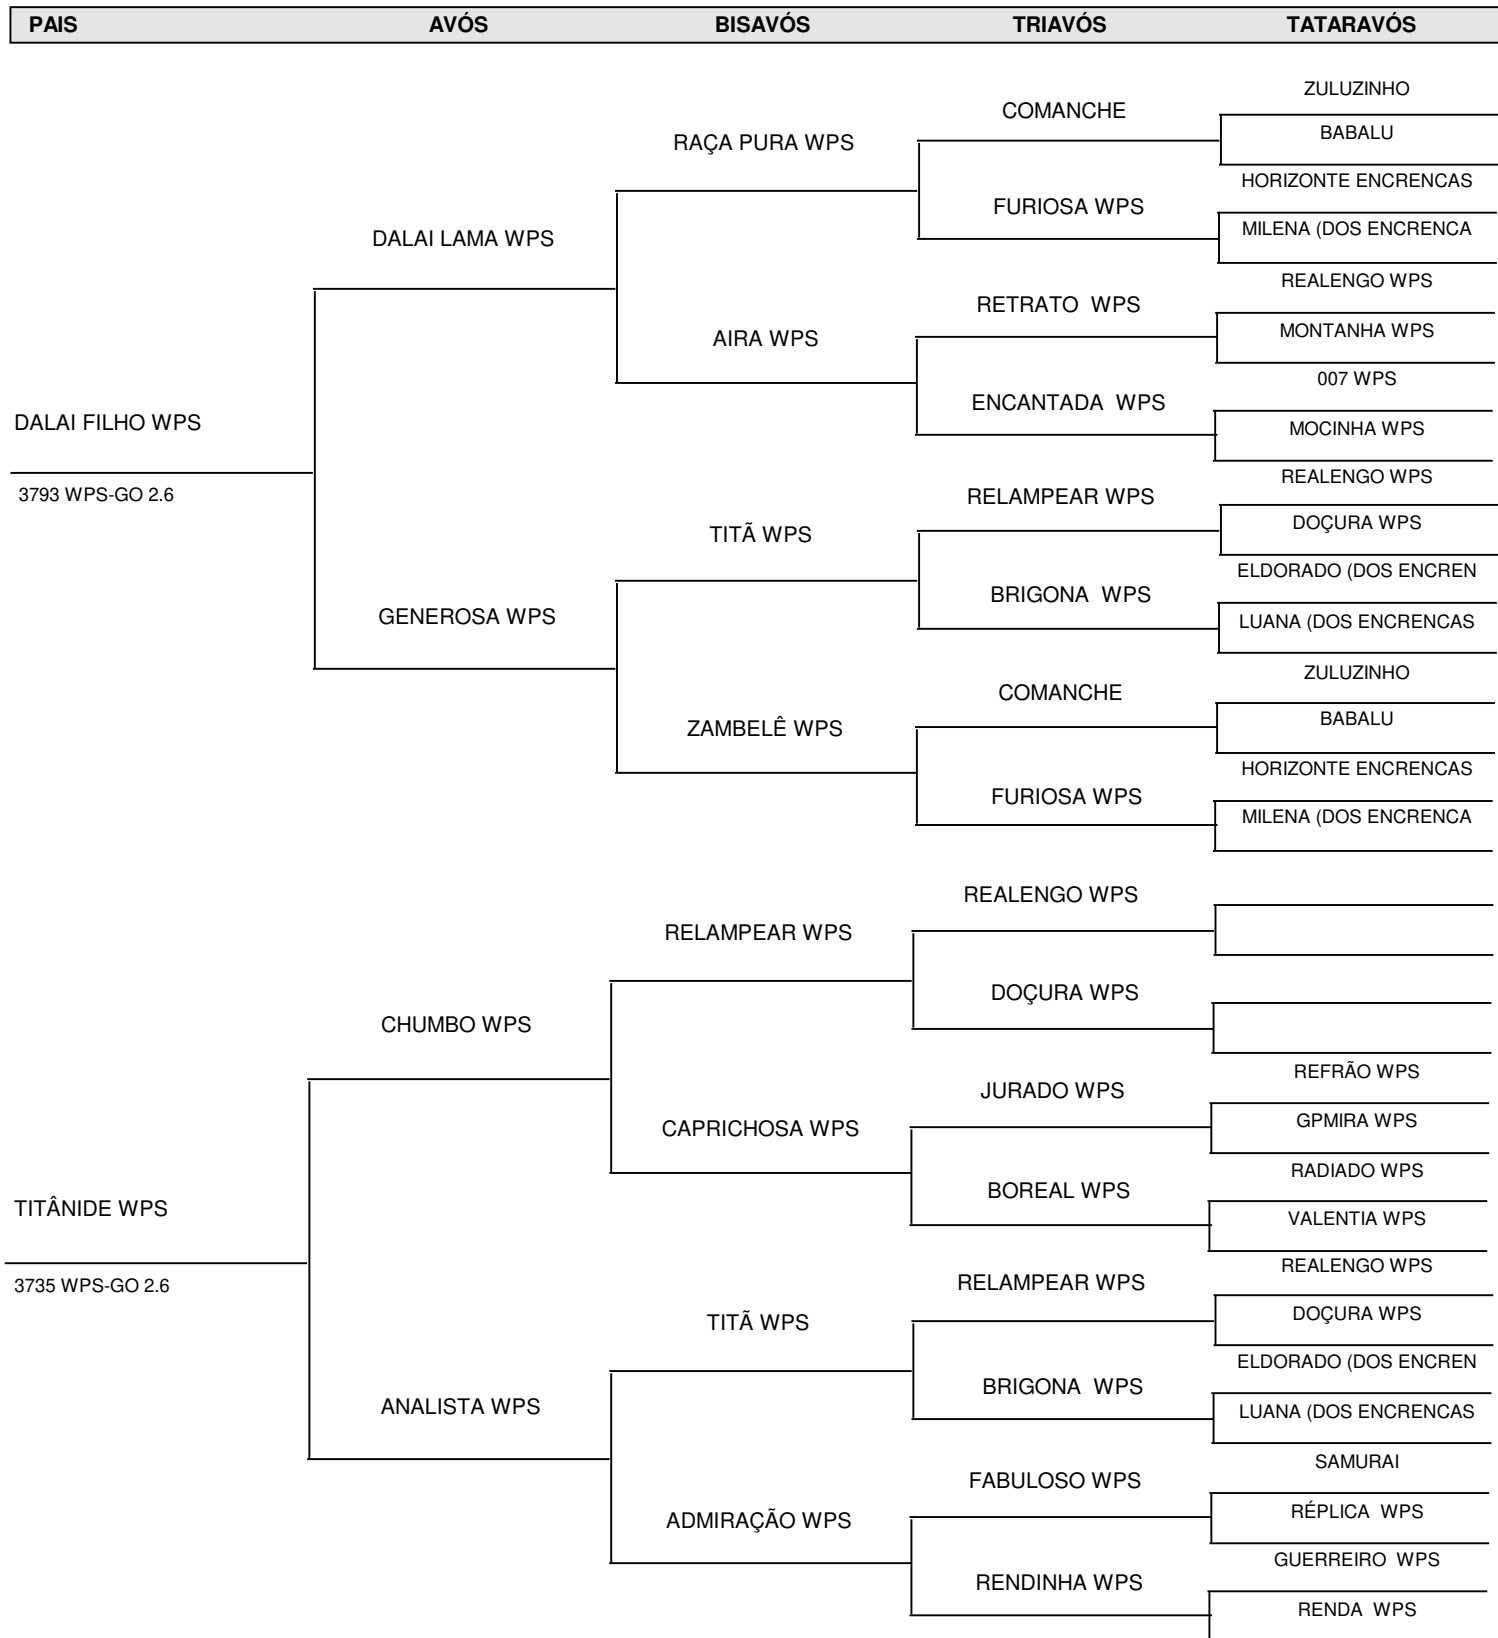 PAIS AVÓS BISAVÓS TRIAVÓS TATARAVÓS
ZULUZINHO
COMANCHE
BABALU
RAÇA PURA WPS
HORIZONTE ENCRENCAS
FURIOSA WPS
MILENA (DOS ENCRENCA
DALAI LAMA WPS
REALENGO WPS
RETRATO WPS
MONTANHA WPS
AIRA WPS
007 WPS
ENCANTADA WPS
DALAI FILHO WPS
MOCINHA WPS
REALENGO WPS
3793 WPS-GO 2.6
RELAMPEAR WPS
DOÇURA WPS
TITÃ WPS
ELDORADO (DOS ENCREN
BRIGONA WPS
GENEROSA WPS
LUANA (DOS ENCRENCAS
ZULUZINHO
COMANCHE
BABALU
ZAMBELÊ WPS
HORIZONTE ENCRENCAS
FURIOSA WPS
MILENA (DOS ENCRENCA
REALENGO WPS
RELAMPEAR WPS
DOÇURA WPS
CHUMBO WPS
REFRÃO WPS
JURADO WPS
GPMIRA WPS
CAPRICHOSA WPS
RADIADO WPS
BOREAL WPS
TITÂNIDE WPS
VALENTIA WPS
REALENGO WPS
3735 WPS-GO 2.6
RELAMPEAR WPS
DOÇURA WPS
TITÃ WPS
ELDORADO (DOS ENCREN
BRIGONA WPS
ANALISTA WPS
LUANA (DOS ENCRENCAS
SAMURAI
FABULOSO WPS
RÉPLICA WPS
ADMIRAÇÃO WPS
GUERREIRO WPS
RENDINHA WPS
RENDA WPS